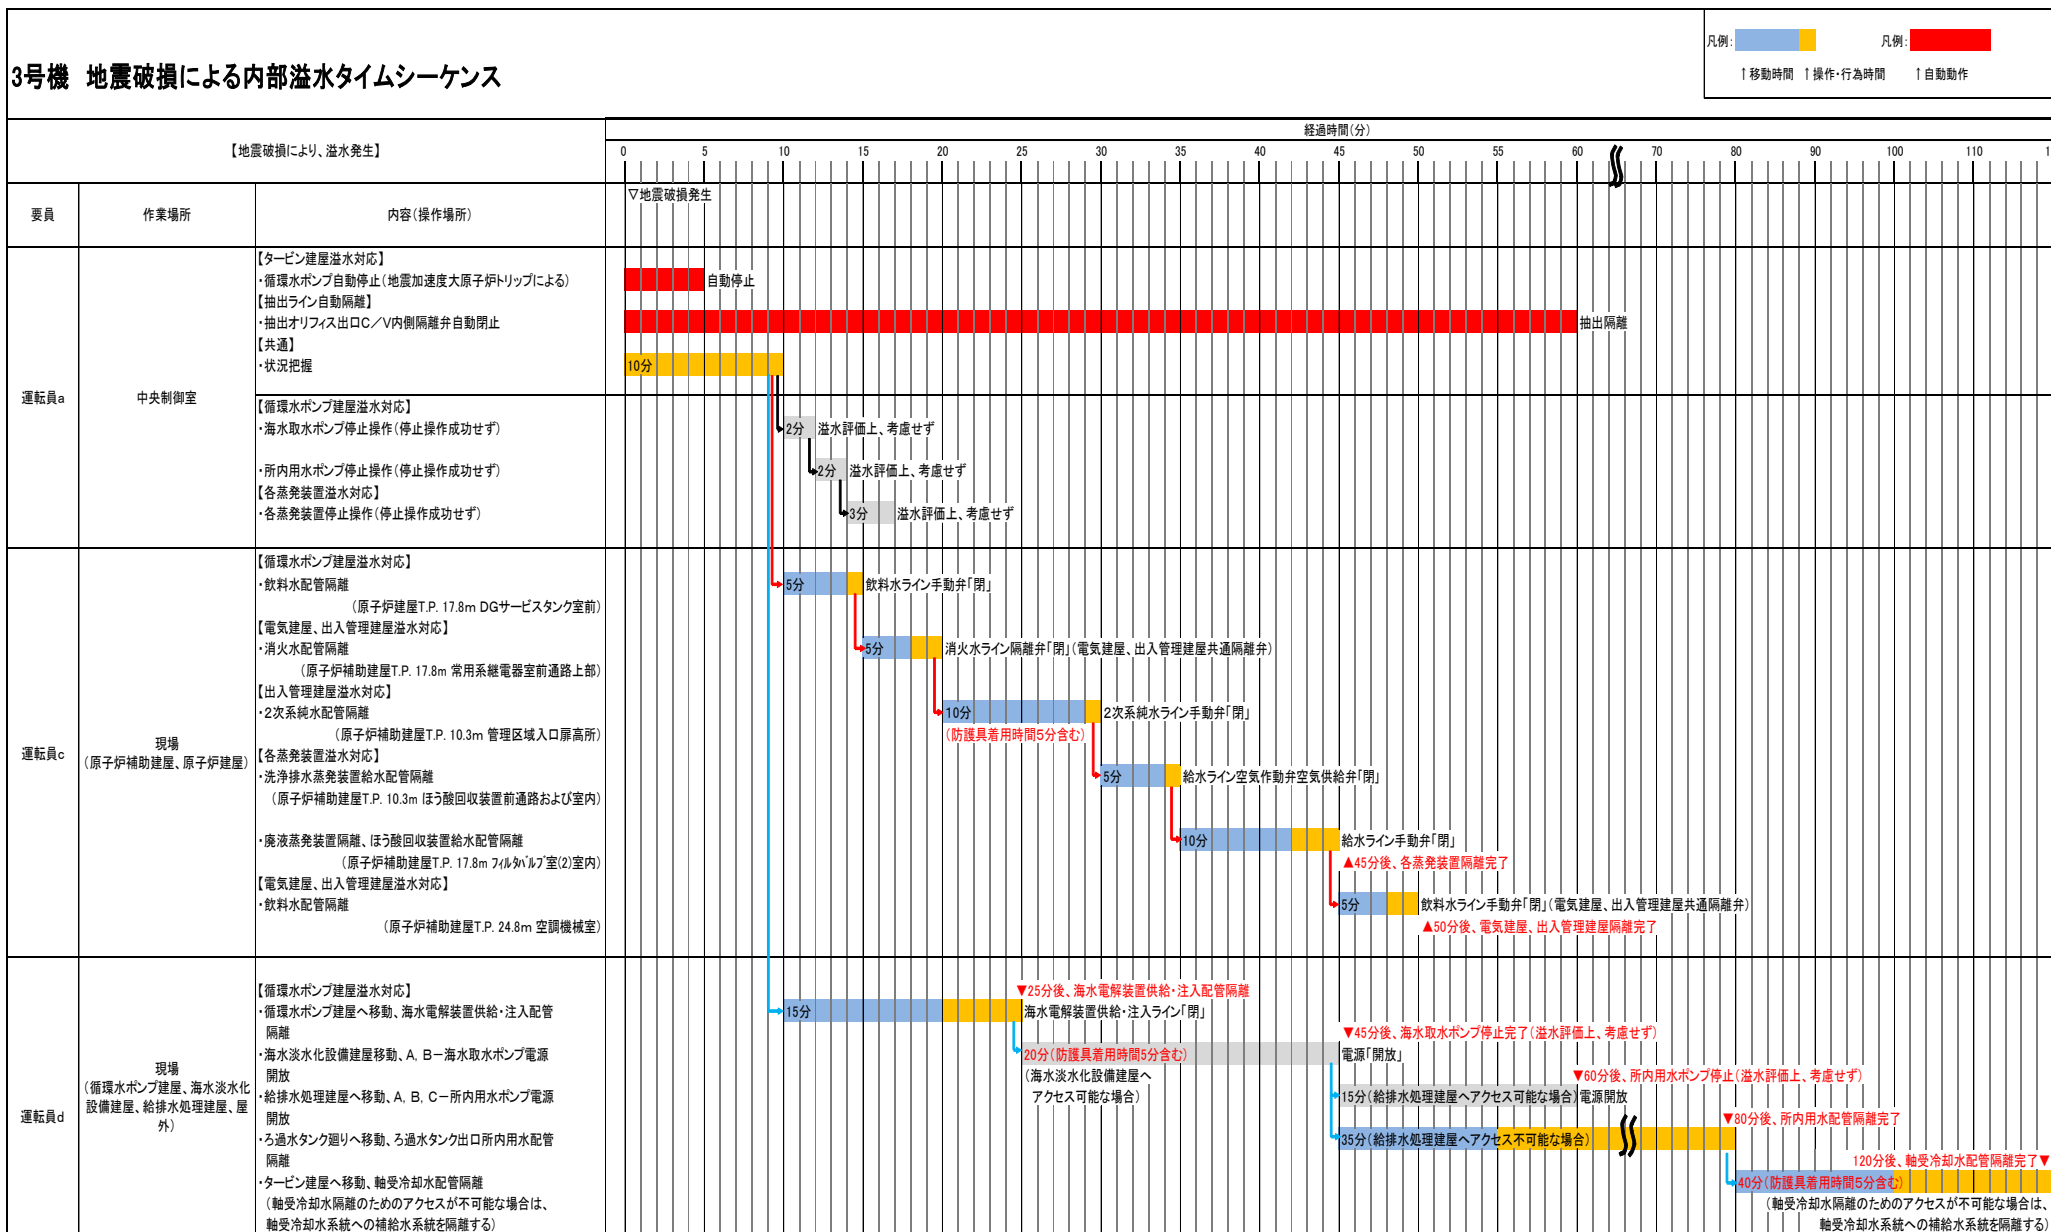 3号機 地震破損による内部溢水タイムシーケンス
凡例:
凡例:
↑移動時間 ↑操作・行為時間 ↑自動動作
【地震破損により、溢水発生】
経過時間(分)
0 5 10 15 20 25 30 35 40 45 50 55 60 70 80 90 100 110
要員 作業場所 内容(操作場所)
▽地震破損発生
運転員a
中央制御室
【タービン建屋溢水対応】
・循環水ポンプ自動停止(地震加速度大原子炉トリップによる)
自動停止
【抽出ライン自動隔離】
・抽出オリフィス出口C/V内側隔離弁自動閉止
抽出隔離
【共通】
・状況把握
10分
【循環水ポンプ建屋溢水対応】
・海水取水ポンプ停止操作(停止操作成功せず)
2分 溢水評価上、考慮せず
・所内用水ポンプ停止操作(停止操作成功せず)
2分 溢水評価上、考慮せず
【各蒸発装置溢水対応】
・各蒸発装置停止操作(停止操作成功せず)
3分 溢水評価上、考慮せず
運転員c
現場
(原子炉補助建屋、原子炉建屋)
【循環水ポンプ建屋溢水対応】
・飲料水配管隔離
5分 飲料水ライン手動弁「閉」
(原子炉建屋T.P. 17.8m DGサービスタンク室前)
【電気建屋、出入管理建屋溢水対応】
・消火水配管隔離
5分 消火水ライン隔離弁「閉」(電気建屋、出入管理建屋共通隔離弁)
(原子炉補助建屋T.P. 17.8m 常用系継電器室前通路上部)
【出入管理建屋溢水対応】
・2次系純水配管隔離
10分 2次系純水ライン手動弁「閉」
(原子炉補助建屋T.P. 10.3m 管理区域入口扉高所)
(防護具着用時間5分含む)
【各蒸発装置溢水対応】
・洗浄排水蒸発装置給水配管隔離
5分 給水ライン空気作動弁空気供給弁「閉」
(原子炉補助建屋T.P. 10.3m ほう酸回収装置前通路および室内)
・廃液蒸発装置隔離、ほう酸回収装置給水配管隔離
10分 給水ライン手動弁「閉」
(原子炉補助建屋T.P. 17.8m フィルタバルブ室(2)室内)
▲45分後、各蒸発装置隔離完了
【電気建屋、出入管理建屋溢水対応】
・飲料水配管隔離
5分 飲料水ライン手動弁「閉」(電気建屋、出入管理建屋共通隔離弁)
(原子炉補助建屋T.P. 24.8m 空調機械室)
▲50分後、電気建屋、出入管理建屋隔離完了
運転員d
現場
(循環水ポンプ建屋、海水淡水化
設備建屋、給排水処理建屋、屋
外)
【循環水ポンプ建屋溢水対応】
▼25分後、海水電解装置供給・注入配管隔離
・循環水ポンプ建屋へ移動、海水電解装置供給・注入配管
隔離
15分 海水電解装置供給・注入ライン「閉」
▼45分後、海水取水ポンプ停止完了(溢水評価上、考慮せず)
・海水淡水化設備建屋移動、A, B-海水取水ポンプ電源
開放
20分(防護具着用時間5分含む) 電源「開放」
(海水淡水化設備建屋へ
アクセス可能な場合)
▼60分後、所内用水ポンプ停止(溢水評価上、考慮せず)
・給排水処理建屋へ移動、A, B, C-所内用水ポンプ電源
開放
15分(給排水処理建屋へアクセス可能な場合) 電源開放
▼80分後、所内用水配管隔離完了
・ろ過水タンク廻りへ移動、ろ過水タンク出口所内用水配管
隔離
35分(給排水処理建屋へアクセス不可能な場合)
120分後、軸受冷却水配管隔離完了▼
・タービン建屋へ移動、軸受冷却水配管隔離
(軸受冷却水隔離のためのアクセスが不可能な場合は、
軸受冷却水系統への補給水系統を隔離する)
40分(防護具着用時間5分含む)
(軸受冷却水隔離のためのアクセスが不可能な場合は、
軸受冷却水系統への補給水系統を隔離する)